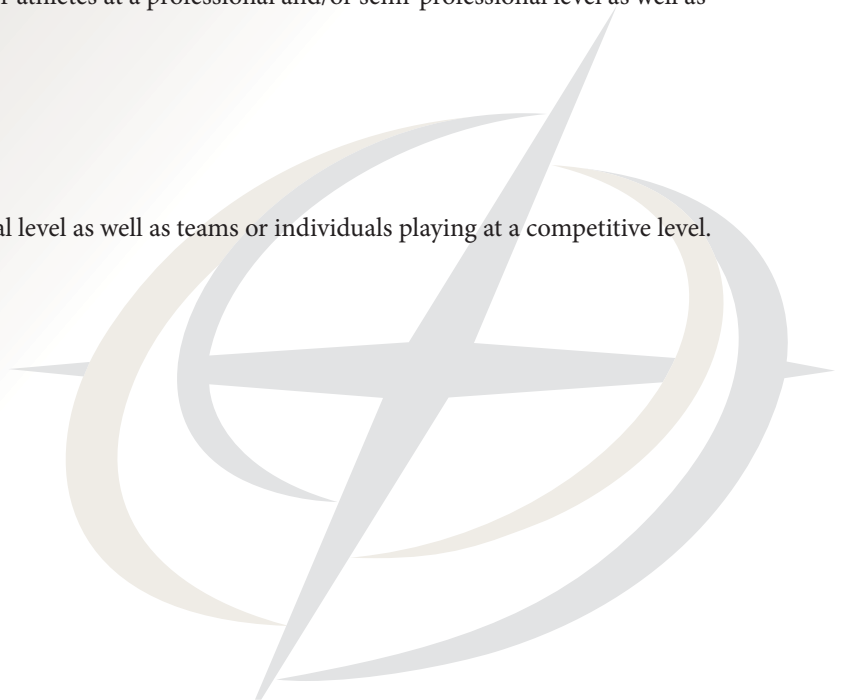 athletes at a professional and/or semi-professional level as well as
level as well as teams or individuals playing at a competitive level.